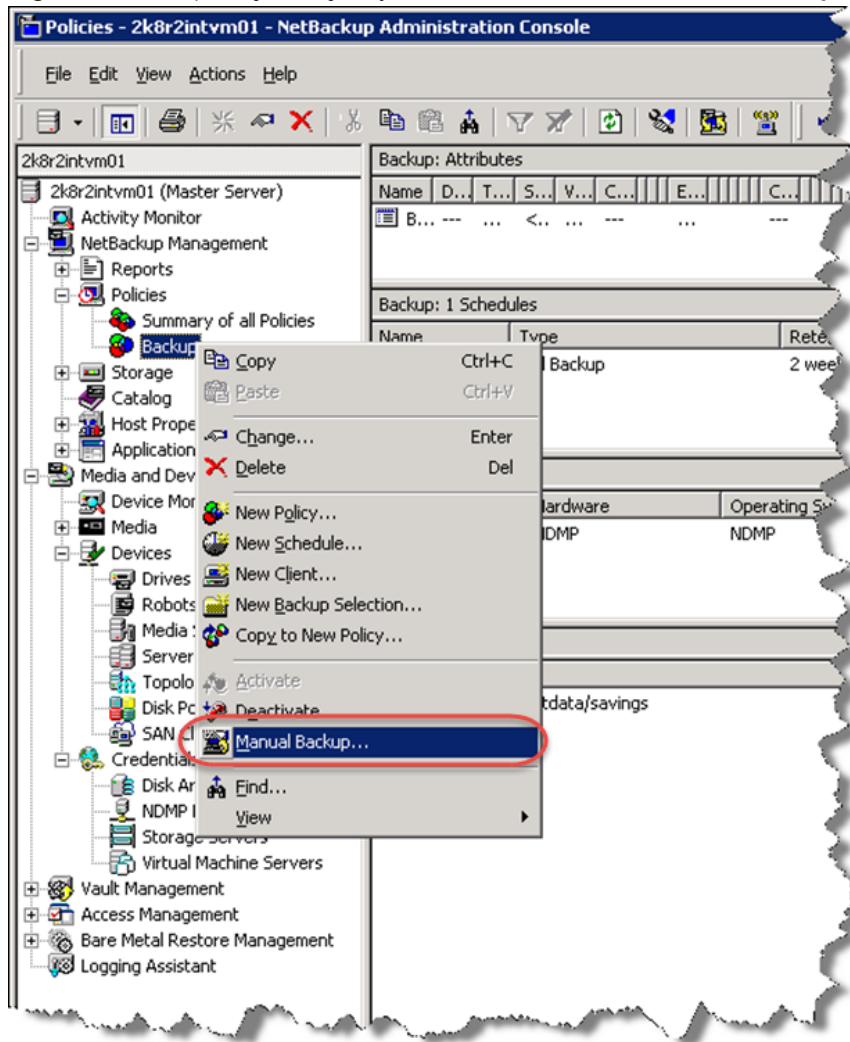 Policies - 2k8r2intvm01 - NetBackup Administration Console
File Edit View Actions Help
2k8r2intvm01
2k8r2intvm01 (Master Server)
Activity Monitor
NetBackup Management
Reports
Policies
Summary of all Policies
Backup
Storage
Catalog
Host Prope
Application
Media and Dev
Device Mon
Media
Devices
Drives
Robots
Media
Server
Topolo
Disk Po
SAN Cl
Credential
Disk Ar
NDMP
Storage Servers
Virtual Machine Servers
Vault Management
Access Management
Bare Metal Restore Management
Logging Assistant
Backup: Attributes
Name D... T... S... V... C... E... C...
B... --- ... <.. ... --- ... ---
Backup: 1 Schedules
Name Type Rete
l Backup 2 week
Hardware Operating Sy
NDMP NDMP
tdata/savings
Copy Ctrl+C
Paste Ctrl+V
Change... Enter
Delete Del
New Policy...
New Schedule...
New Client...
New Backup Selection...
Copy to New Policy...
Activate
Deactivate
Manual Backup...
Find...
View